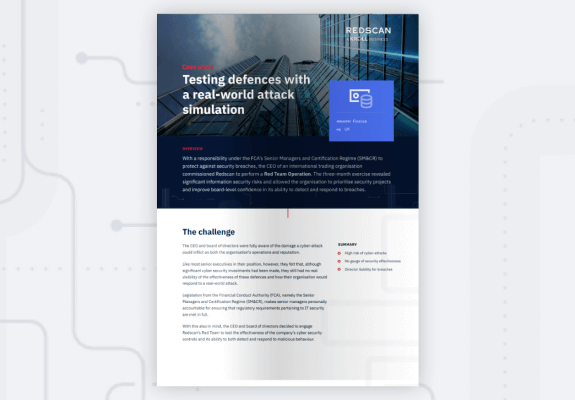 REDSCAN
A KROLL BUSINESS
Testing defences with
a real-world attack
simulation
OVERVIEW
With a responsibility under the FCA's Senior Managers and Certification Regime (SM&CR) to
protect against security breaches, the CEO of an international trading organisation
commissioned Redscan to perform a Red Team Operation. The three-month exercise revealed
significant information security risks and allowed the organisation to prioritise security projects
and improve board-level confidence in its ability to detect and respond to breaches.
The challenge
The CEO and board of directors were fully aware of the damage a cyber-attack
could inflict on both the organisation's operations and reputation.
Like most senior executives in their position, however, they felt that, although
significant cyber security investments had been made, they still had no real
visibility of the effectiveness of these defences and how their organisation would
respond to a real-world attack.
Legislation from the Financial Conduct Authority (FCA), namely the Senior
Managers and Certification Regime (SM&CR), makes senior managers personally
accountable for ensuring that regulatory requirements pertaining to IT security
are met in full.
With this also in mind, the CEO and board of directors decided to engage
Redscan's Red Team to test the effectiveness of the company's cyber security
controls and its ability to both detect and respond to malicious behaviour
SUMMARY
High risk of cyber-attacks
No gauge of security effectiveness
Director liability for breaches